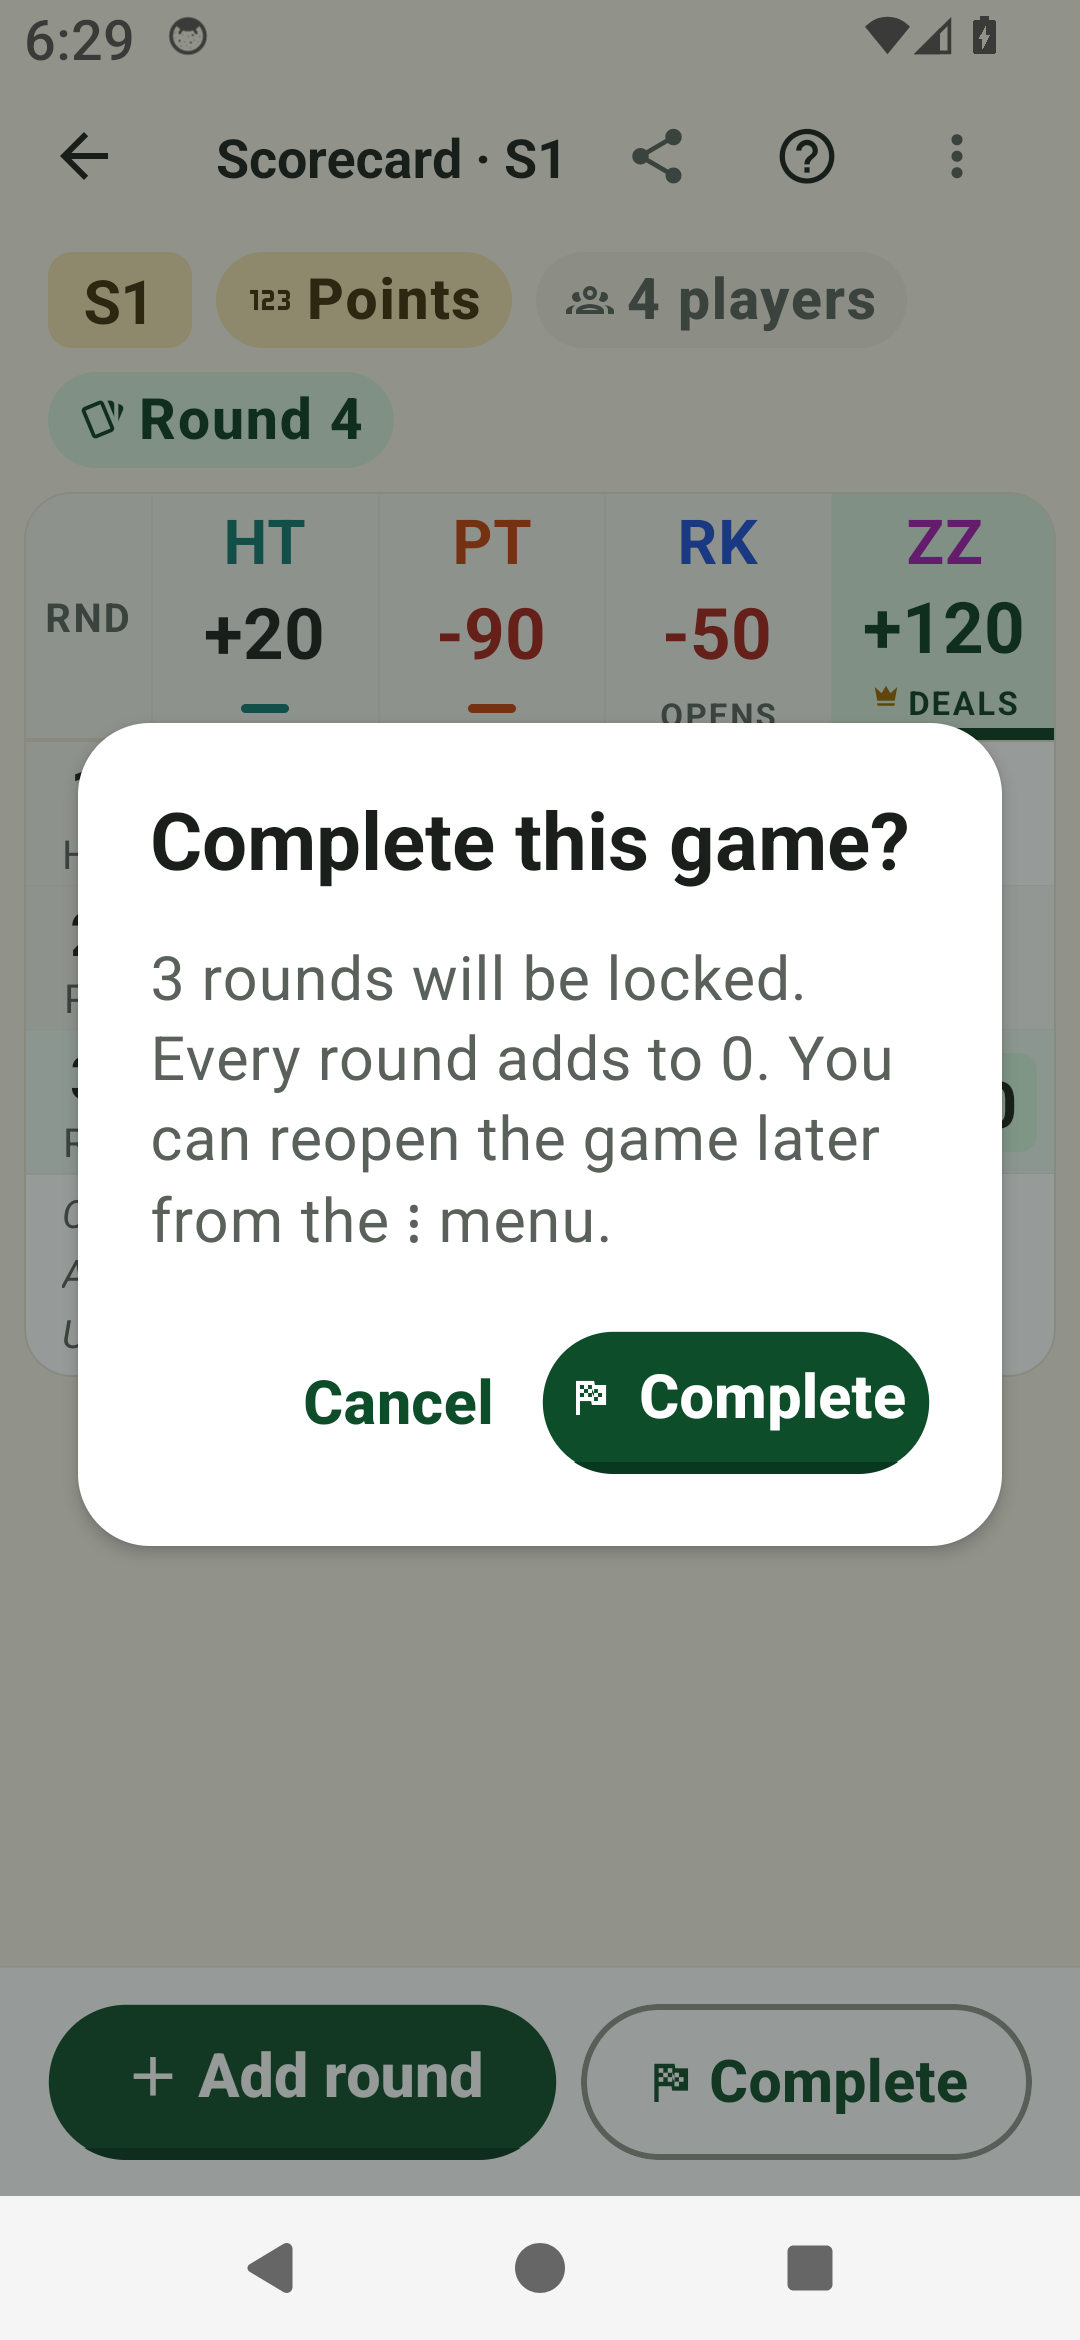 6:29
Scorecard · S1
S1
123 Points
4 players
Round 4
RND
HT
+20
PT
-90
RK
-50
OPENS
ZZ
+120
DEALS
Complete this game?
3 rounds will be locked.
Every round adds to 0. You
can reopen the game later
from the ⋮ menu.
Cancel
Complete
+ Add round
Complete